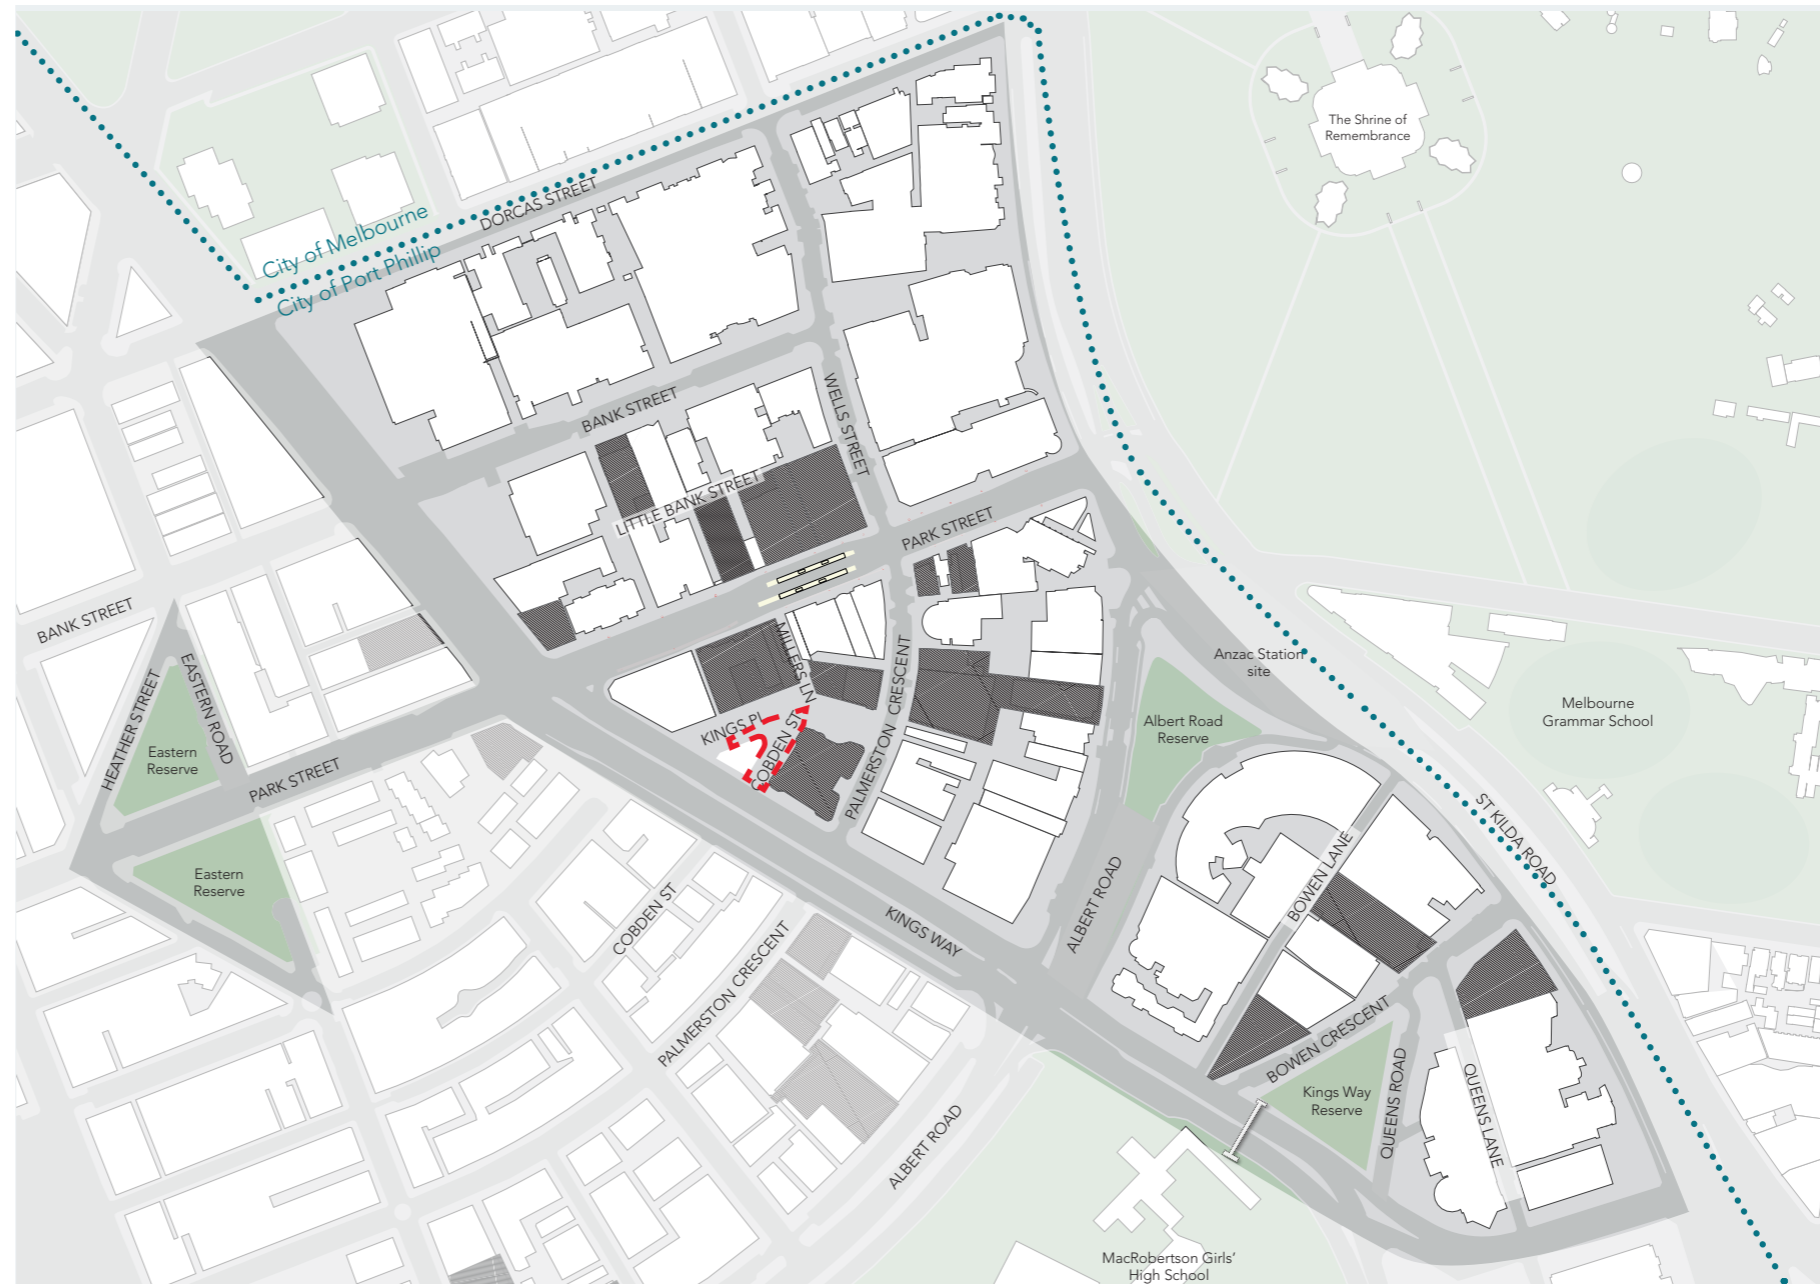 The Shrine of
Remembrance
City of Melbourne
City of Port Phillip
DORCAS STREET
BANK STREET
WELLS STREET
LITTLE BANK STREET
PARK STREET
BANK STREET
HEATHER STREET
EASTERN ROAD
Eastern
Reserve
PARK STREET
Eastern
Reserve
MILLERS LN
KINGS PL
COBDEN ST
PALMERSTON CRESCENT
Anzac Station
site
Albert Road
Reserve
Melbourne
Grammar School
ST KILDA ROAD
BOWEN LANE
ALBERT ROAD
KINGS WAY
COBDEN ST
PALMERSTON CRESCENT
ALBERT ROAD
BOWEN CRESCENT
Kings Way
Reserve
QUEENS ROAD
QUEENS LANE
MacRobertson Girls'
High School